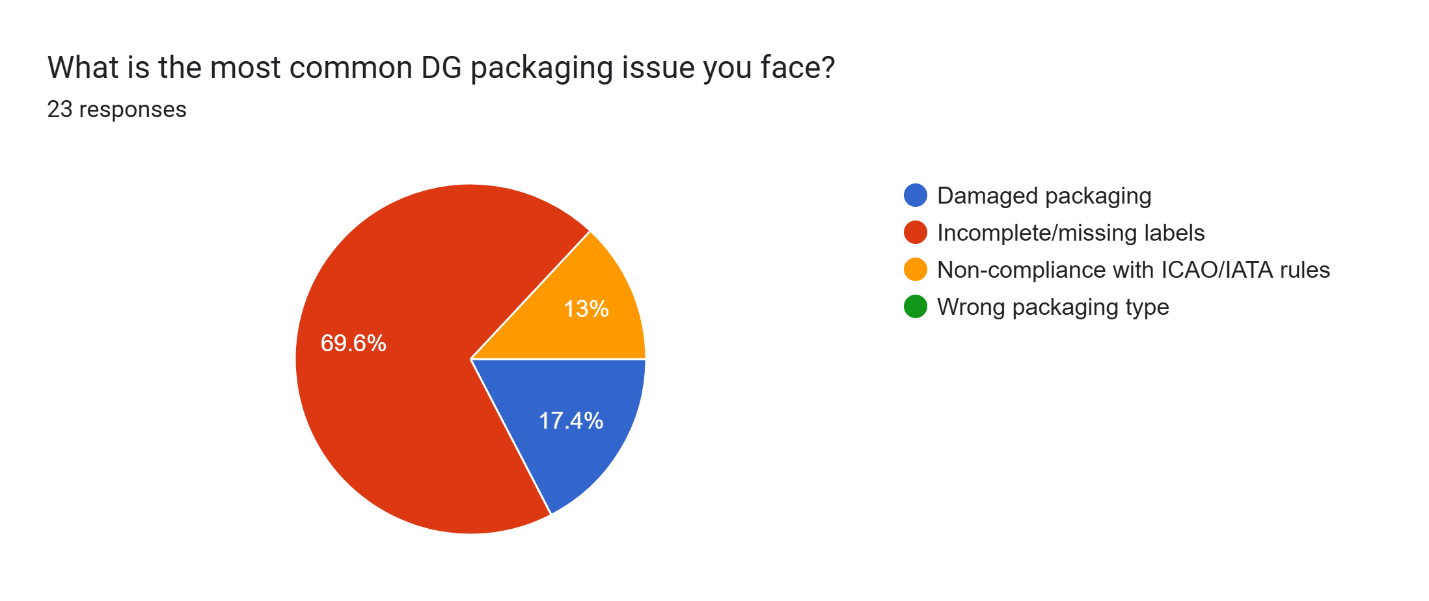 What is the most common DG packaging issue you face?
23 responses
69.6%
13%
17.4%
Damaged packaging
Incomplete/missing labels
Non-compliance with ICAO/IATA rules
Wrong packaging type